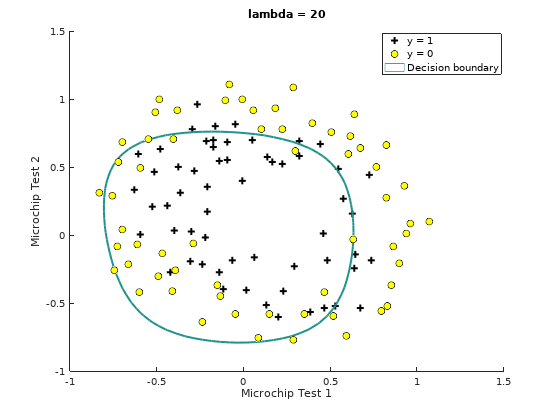 lambda = 20
y = 1
y = 0
Decision boundary
1.5
1
0.5
0
-0.5
-1
Microchip Test 2
-1
-0.5
0
0.5
1
1.5
Microchip Test 1